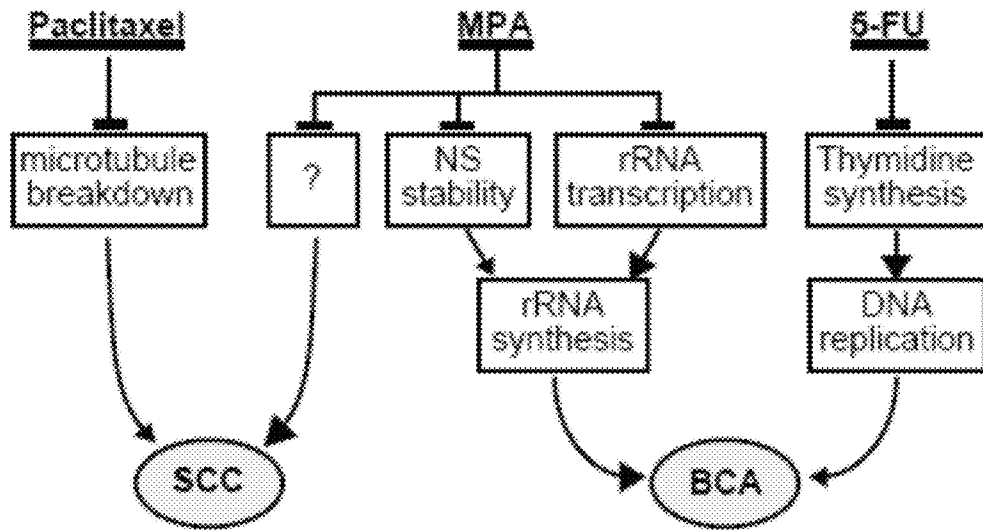 Paclitaxel
MPA
5-FU
microtubule
breakdown
?
NS
stability
rRNA
transcription
Thymidine
synthesis
rRNA
synthesis
DNA
replication
SCC
BCA